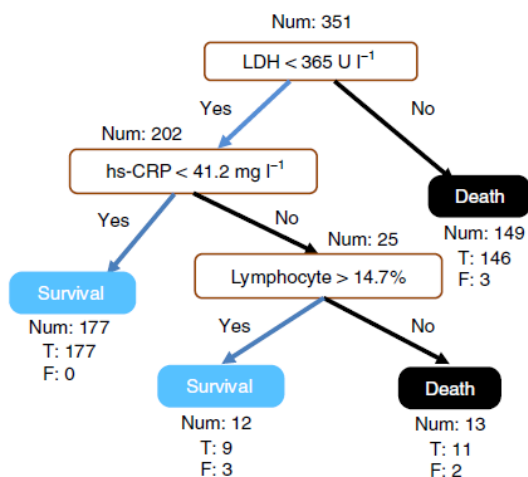 Num: 351
LDH < 365 U l⁻¹
Yes
No
Num: 202
hs-CRP < 41.2 mg l⁻¹
Death
Num: 149
T: 146
F: 3
Yes
No
Num: 25
Lymphocyte > 14.7%
Survival
Num: 177
T: 177
F: 0
Yes
No
Survival
Num: 12
T: 9
F: 3
Death
Num: 13
T: 11
F: 2